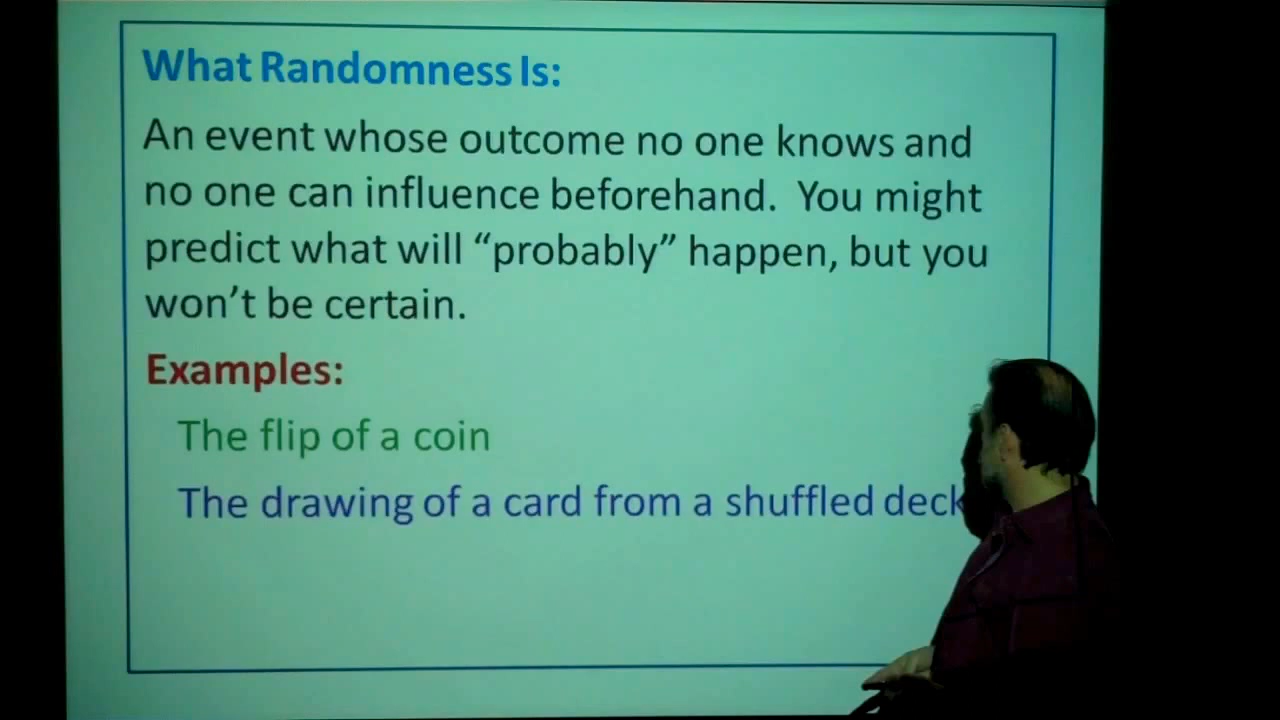 What Randomness Is:
An event whose outcome no one knows and
no one can influence beforehand.  You might
predict what will “probably” happen, but you
won’t be certain.
Examples:
The flip of a coin
The drawing of a card from a shuffled deck